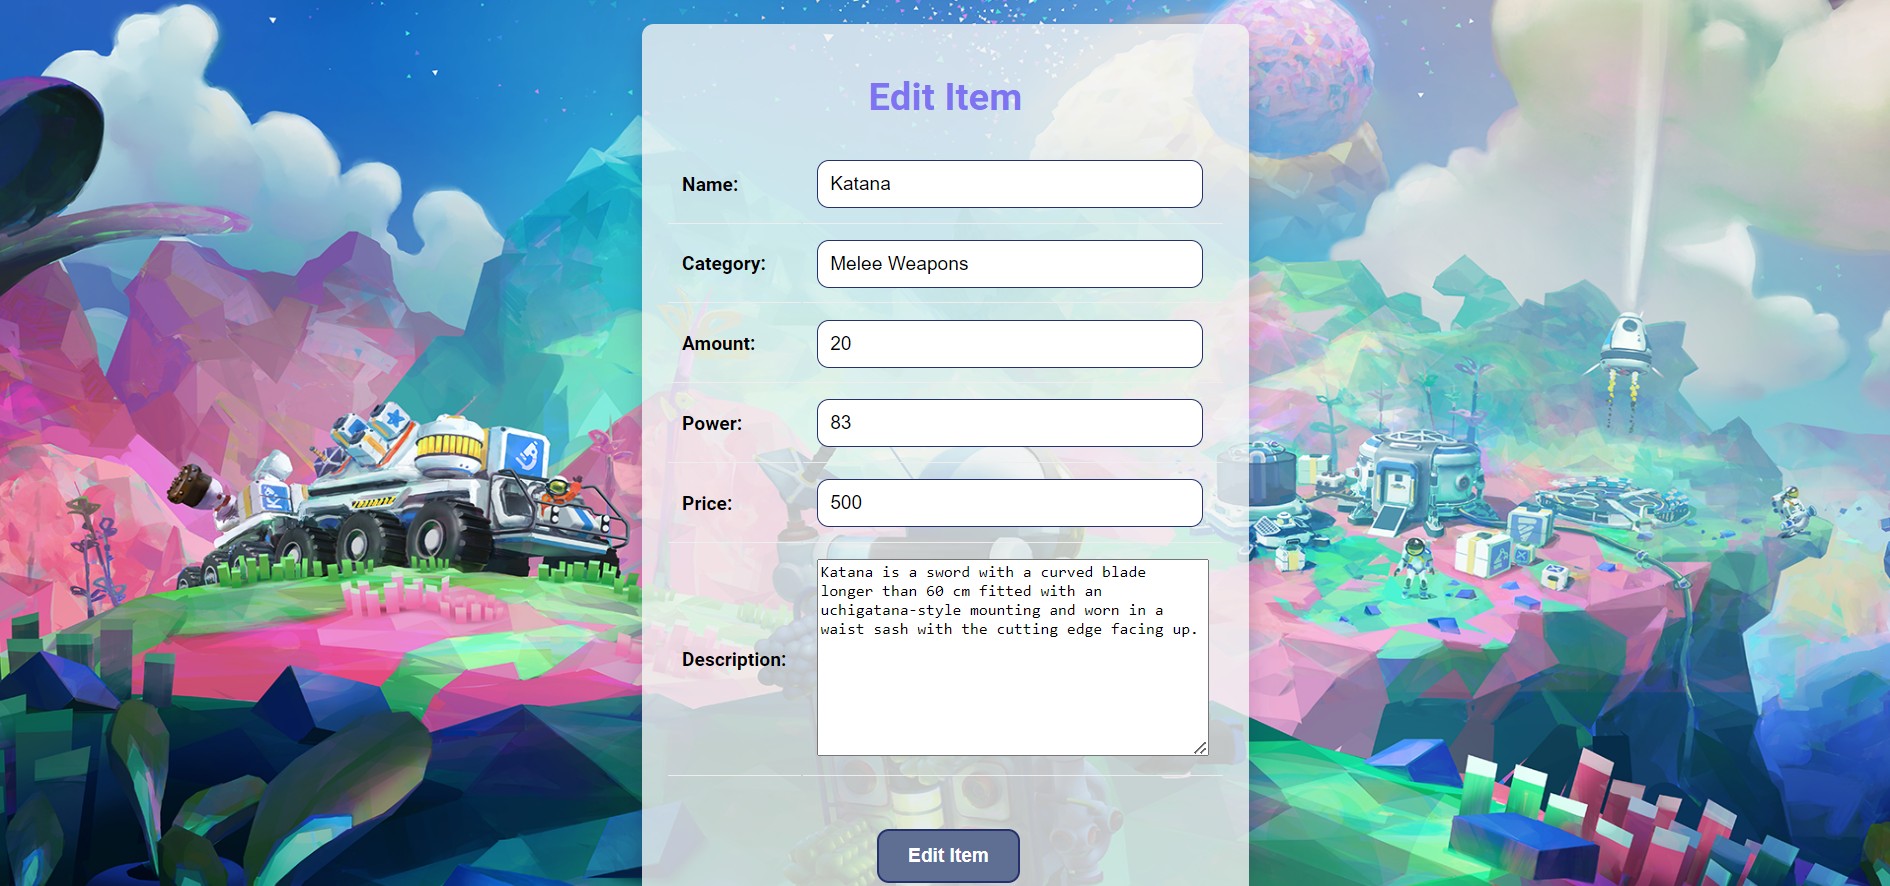 Edit Item
Name: Katana
Category: Melee Weapons
Amount: 20
Power: 83
Price: 500
Description:
Katana is a sword with a curved blade
longer than 60 cm fitted with an
uchigatana-style mounting and worn in a
waist sash with the cutting edge facing up.
Edit Item